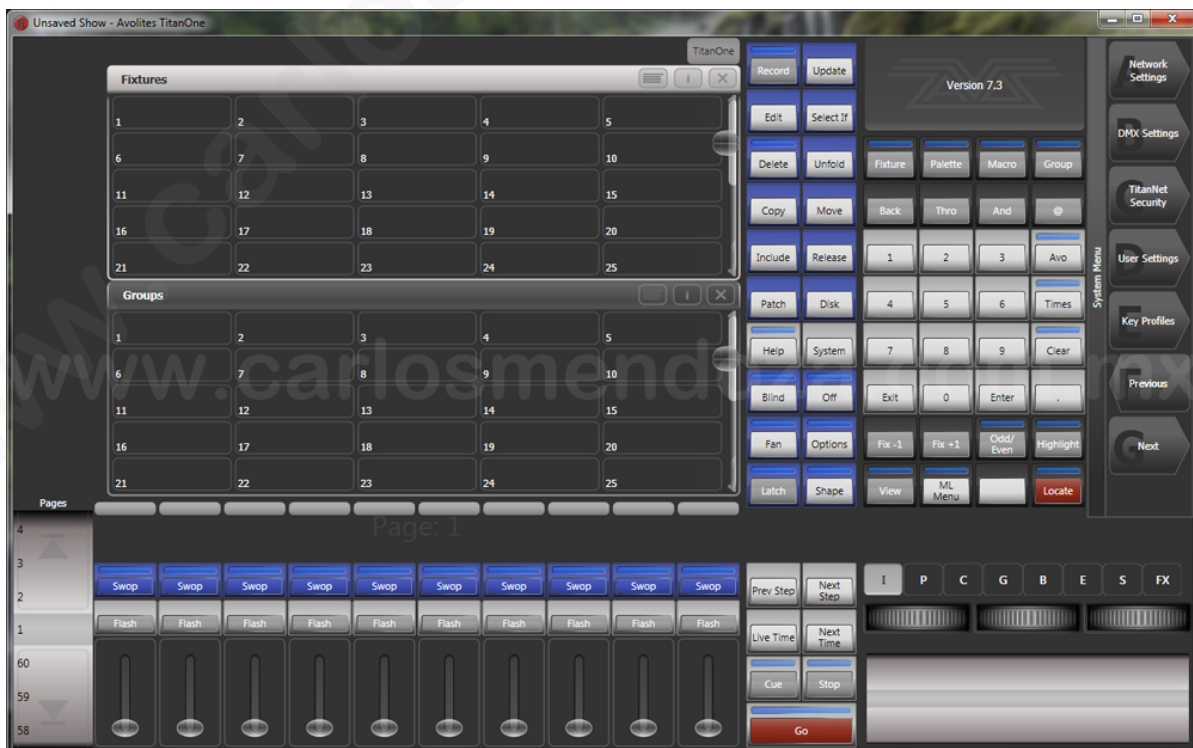 Unsaved Show - Avolites TitanOne
TitanOne
Fixtures
1 2 3 4 5
6 7 8 9 10
11 12 13 14 15
16 17 18 19 20
21 22 23 24 25
Groups
1 2 3 4 5
6 7 8 9 10
11 12 13 14 15
16 17 18 19 20
21 22 23 24 25
Record Update
Edit Select If
Delete Unfold
Copy Move
Include Release
Patch Disk
Help System
Blind Off
Fan Options
Latch Shape
Version 7.3
Fixture Palette Macro Group
Back Thro And @
1 2 3 Avo
4 5 6 Times
7 8 9 Clear
Exit 0 Enter .
Fix -1 Fix +1 Odd/
Even Highlight
View ML
Menu Locate
System Menu
A
Network
Settings
B
DMX Settings
C
TitanNet
Security
D
User Settings
E
Key Profiles
Previous
G
Next
Pages
4
3
2
1
60
59
58
Page: 1
Swop Swop Swop Swop Swop Swop Swop Swop Swop Swop
Flash Flash Flash Flash Flash Flash Flash Flash Flash Flash
Prev Step Next
Step
Live Time Next
Time
Cue Stop
Go
I P C G B E S FX
www.carlosmendoza.com.mx